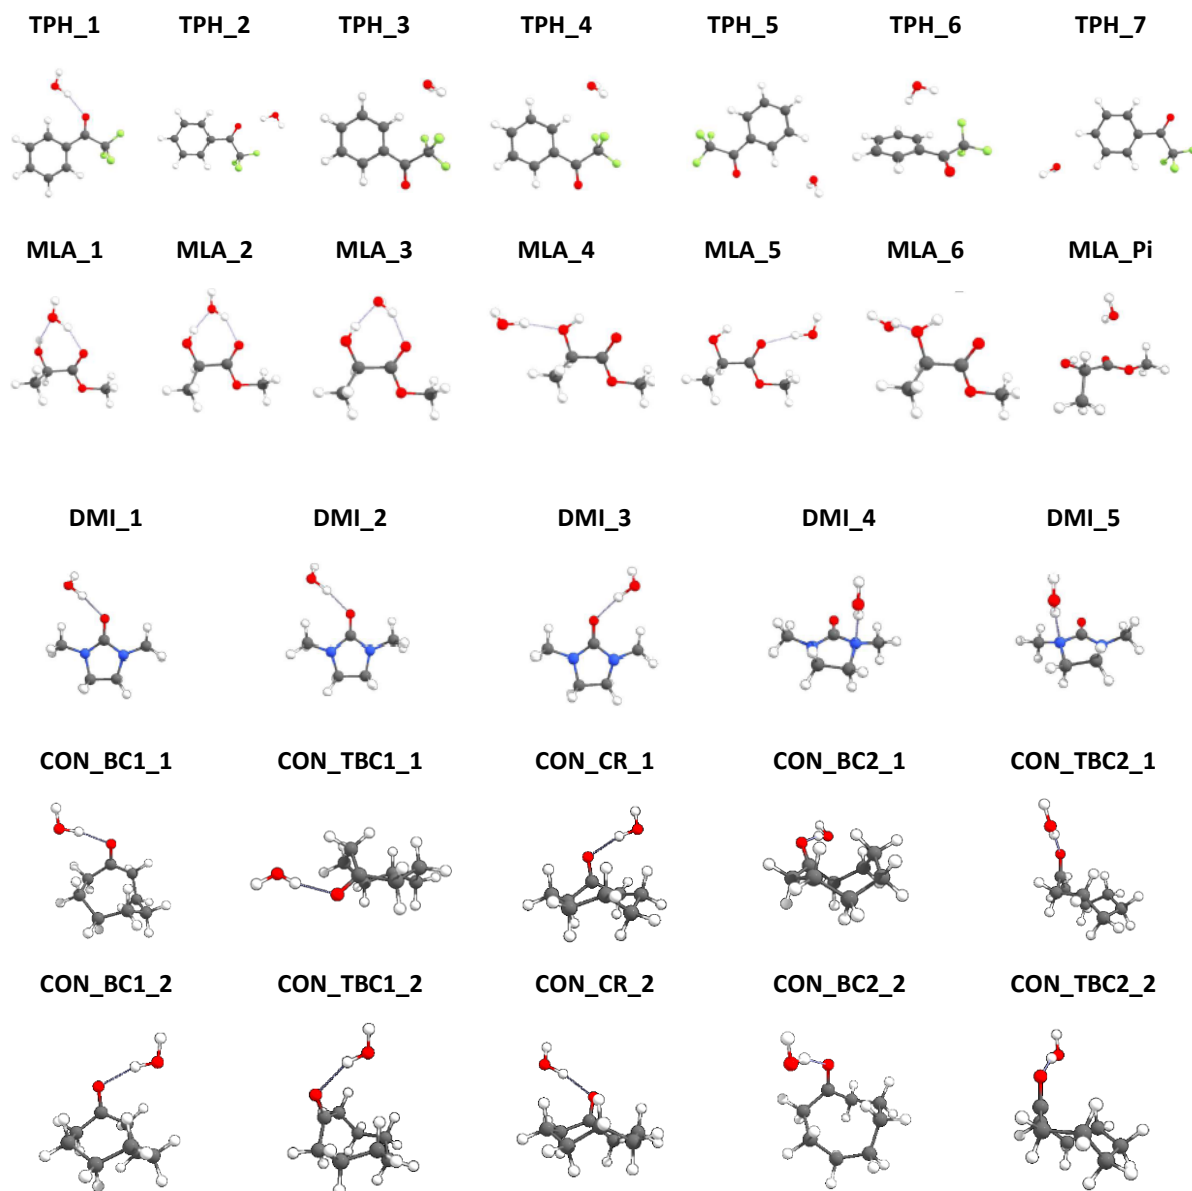 TPH_1 TPH_2 TPH_3 TPH_4 TPH_5 TPH_6 TPH_7
MLA_1 MLA_2 MLA_3 MLA_4 MLA_5 MLA_6 MLA_Pi
DMI_1 DMI_2 DMI_3 DMI_4 DMI_5
CON_BC1_1 CON_TBC1_1 CON_CR_1 CON_BC2_1 CON_TBC2_1
CON_BC1_2 CON_TBC1_2 CON_CR_2 CON_BC2_2 CON_TBC2_2